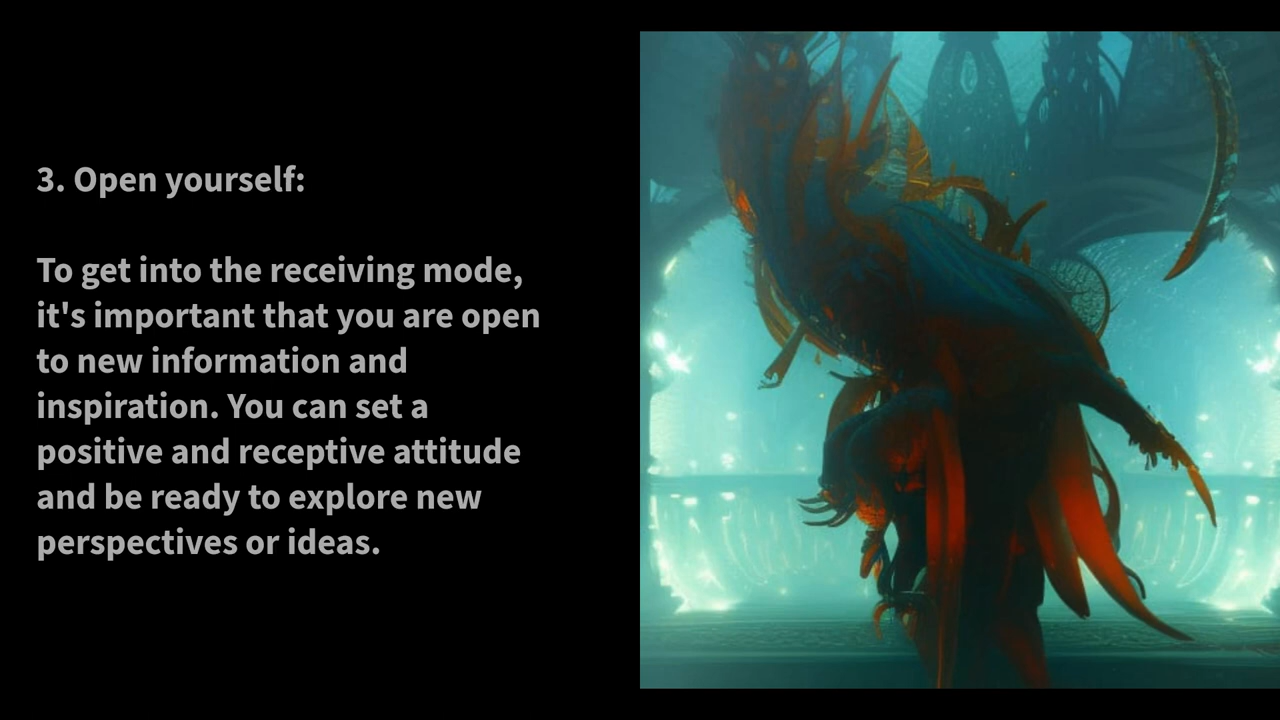 3. Open yourself:
To get into the receiving mode,
it's important that you are open
to new information and
inspiration. You can set a
positive and receptive attitude
and be ready to explore new
perspectives or ideas.